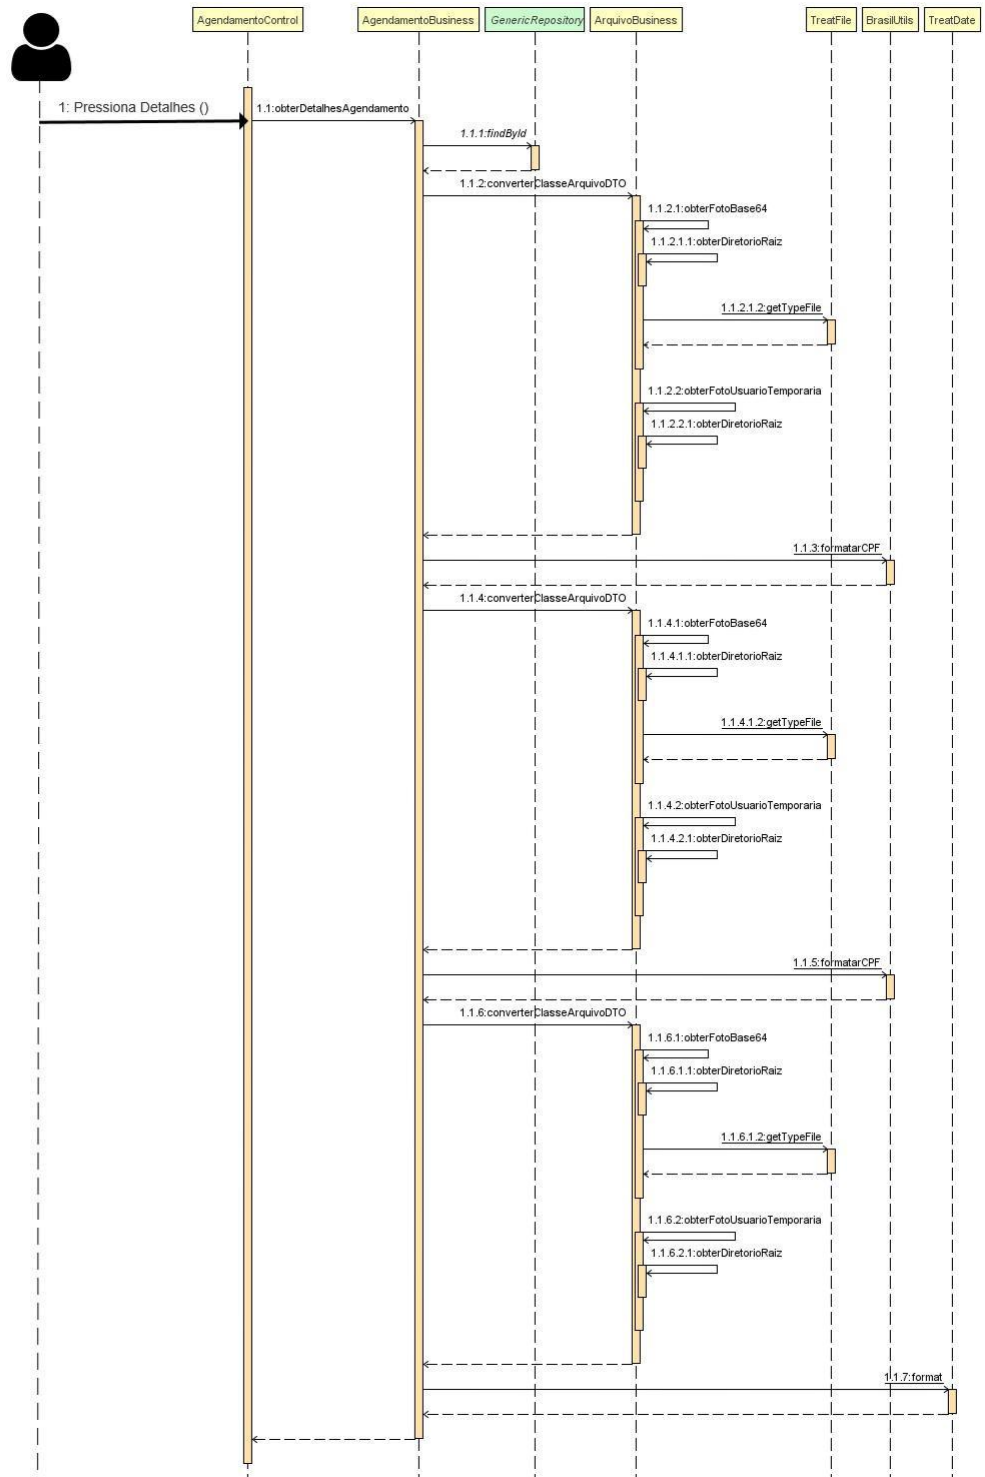 AgendamentoControl
AgendamentoBusiness
GenericRepository
ArquivoBusiness
TreatFile
BrasilUtils
TreatDate
1: Pressiona Detalhes ()
1.1:obterDetalhesAgendamento
1.1.1:findById
1.1.2:converterClasseArquivoDTO
1.1.2.1:obterFotoBase64
1.1.2.1.1:obterDiretorioRaiz
1.1.2.1.2:getTypeFile
1.1.2.2:obterFotoUsuarioTemporaria
1.1.2.2.1:obterDiretorioRaiz
1.1.3:formatarCPF
1.1.4:converterClasseArquivoDTO
1.1.4.1:obterFotoBase64
1.1.4.1.1:obterDiretorioRaiz
1.1.4.1.2:getTypeFile
1.1.4.2:obterFotoUsuarioTemporaria
1.1.4.2.1:obterDiretorioRaiz
1.1.5:formatarCPF
1.1.6:converterClasseArquivoDTO
1.1.6.1:obterFotoBase64
1.1.6.1.1:obterDiretorioRaiz
1.1.6.1.2:getTypeFile
1.1.6.2:obterFotoUsuarioTemporaria
1.1.6.2.1:obterDiretorioRaiz
1.1.7:format